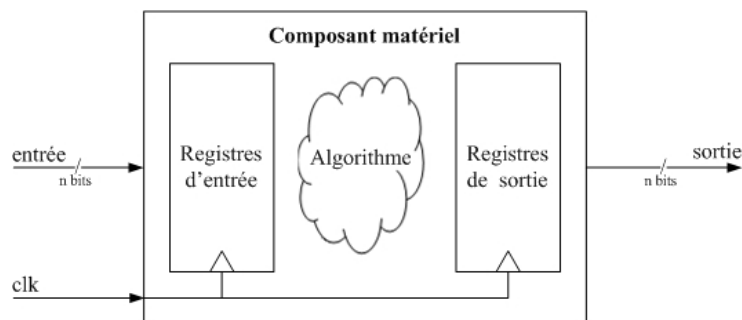 Composant matériel
entrée
n bits
Registres
d'entrée
Algorithme
Registres
de sortie
sortie
n bits
clk